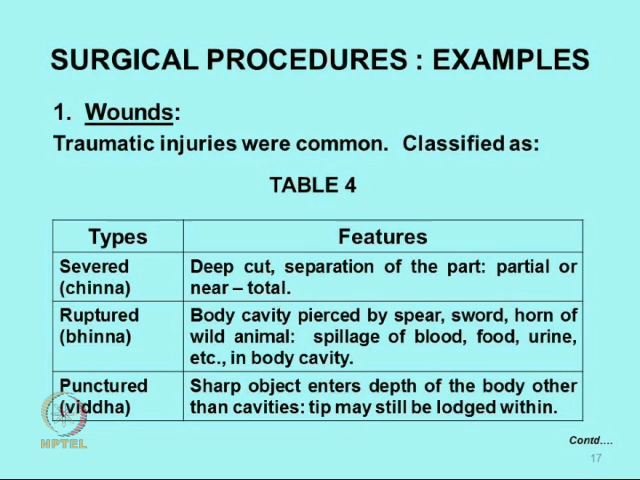 SURGICAL PROCEDURES : EXAMPLES
1. Wounds:
Traumatic injuries were common. Classified as:
TABLE 4
Types Features
Severed Deep cut, separation of the part: partial or
(chinna) near – total.
Ruptured Body cavity pierced by spear, sword, horn of
(bhinna) wild animal: spillage of blood, food, urine,
etc., in body cavity.
Punctured Sharp object enters depth of the body other
(viddha) than cavities: tip may still be lodged within.
NPTEL
Contd....
17